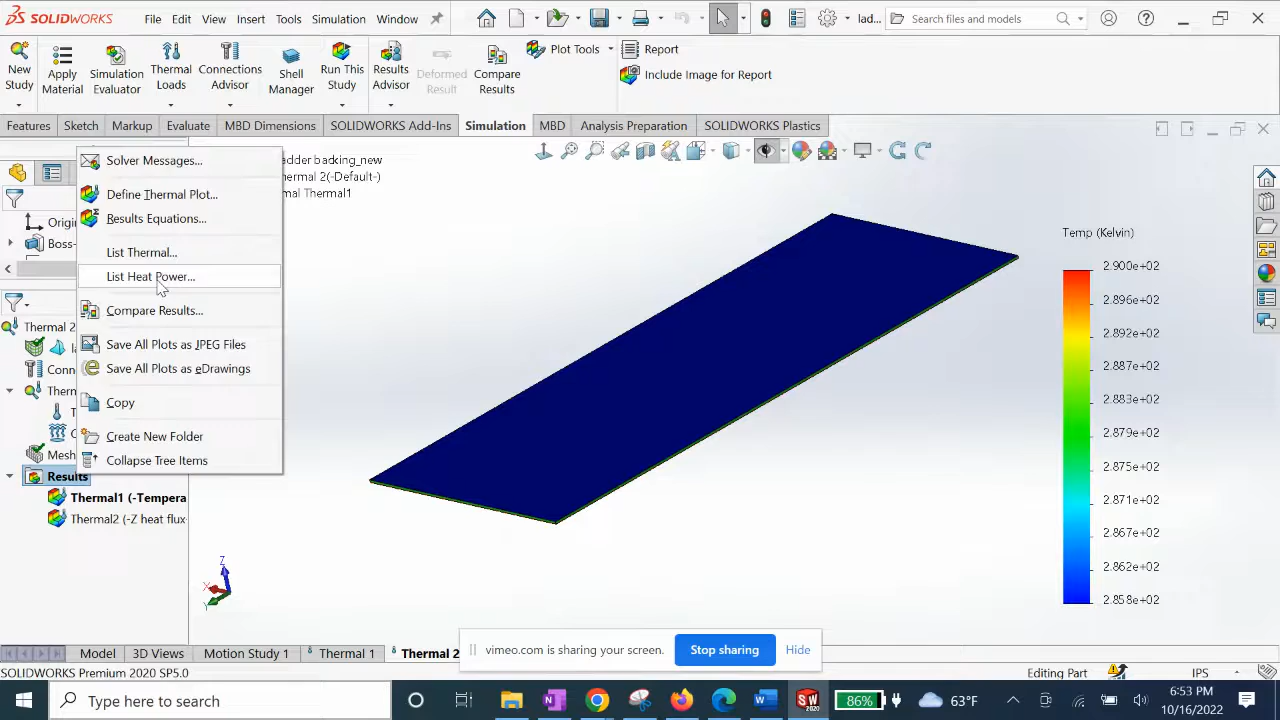 SOLIDWORKS File Edit View Insert Tools Simulation Window lad... Search files and models
New Study
Apply Material
Simulation Evaluator
Thermal Loads
Connections Advisor
Shell Manager
Run This Study
Results Advisor
Deformed Result
Compare Results
Plot Tools
Report
Include Image for Report
Features Sketch Markup Evaluate MBD Dimensions SOLIDWORKS Add-Ins Simulation MBD Analysis Preparation SOLIDWORKS Plastics
Solver Messages...
Define Thermal Plot...
Results Equations...
List Thermal...
List Heat Power...
Compare Results...
Save All Plots as JPEG Files
Save All Plots as eDrawings
Copy
Create New Folder
Collapse Tree Items
Origi
Boss-
Thermal 2
Conn
Therm
Mesh
Results
Thermal1 (-Tempera
Thermal2 (-Z heat flux-
adder backing_new
hermal 2(-Default-)
mal Thermal1
Temp (Kelvin)
2.900e+02
2.896e+02
2.892e+02
2.888e+02
2.883e+02
2.879e+02
2.875e+02
2.871e+02
2.867e+02
2.862e+02
2.858e+02
Z
X
Y
vimeo.com is sharing your screen. Stop sharing Hide
Model 3D Views Motion Study 1 Thermal 1 Thermal 2
SOLIDWORKS Premium 2020 SP5.0 Editing Part IPS
Type here to search
86% 63°F
6:53 PM
10/16/2022